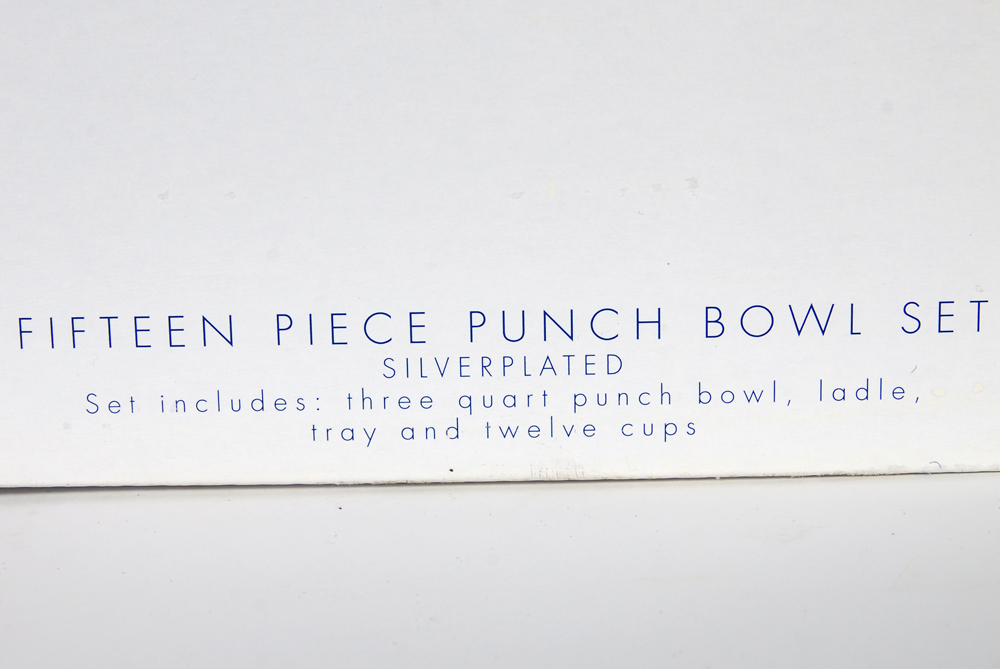 FIFTEEN PIECE PUNCH BOWL SET
SILVERPLATED
Set includes: three quart punch bowl, ladle,
tray and twelve cups